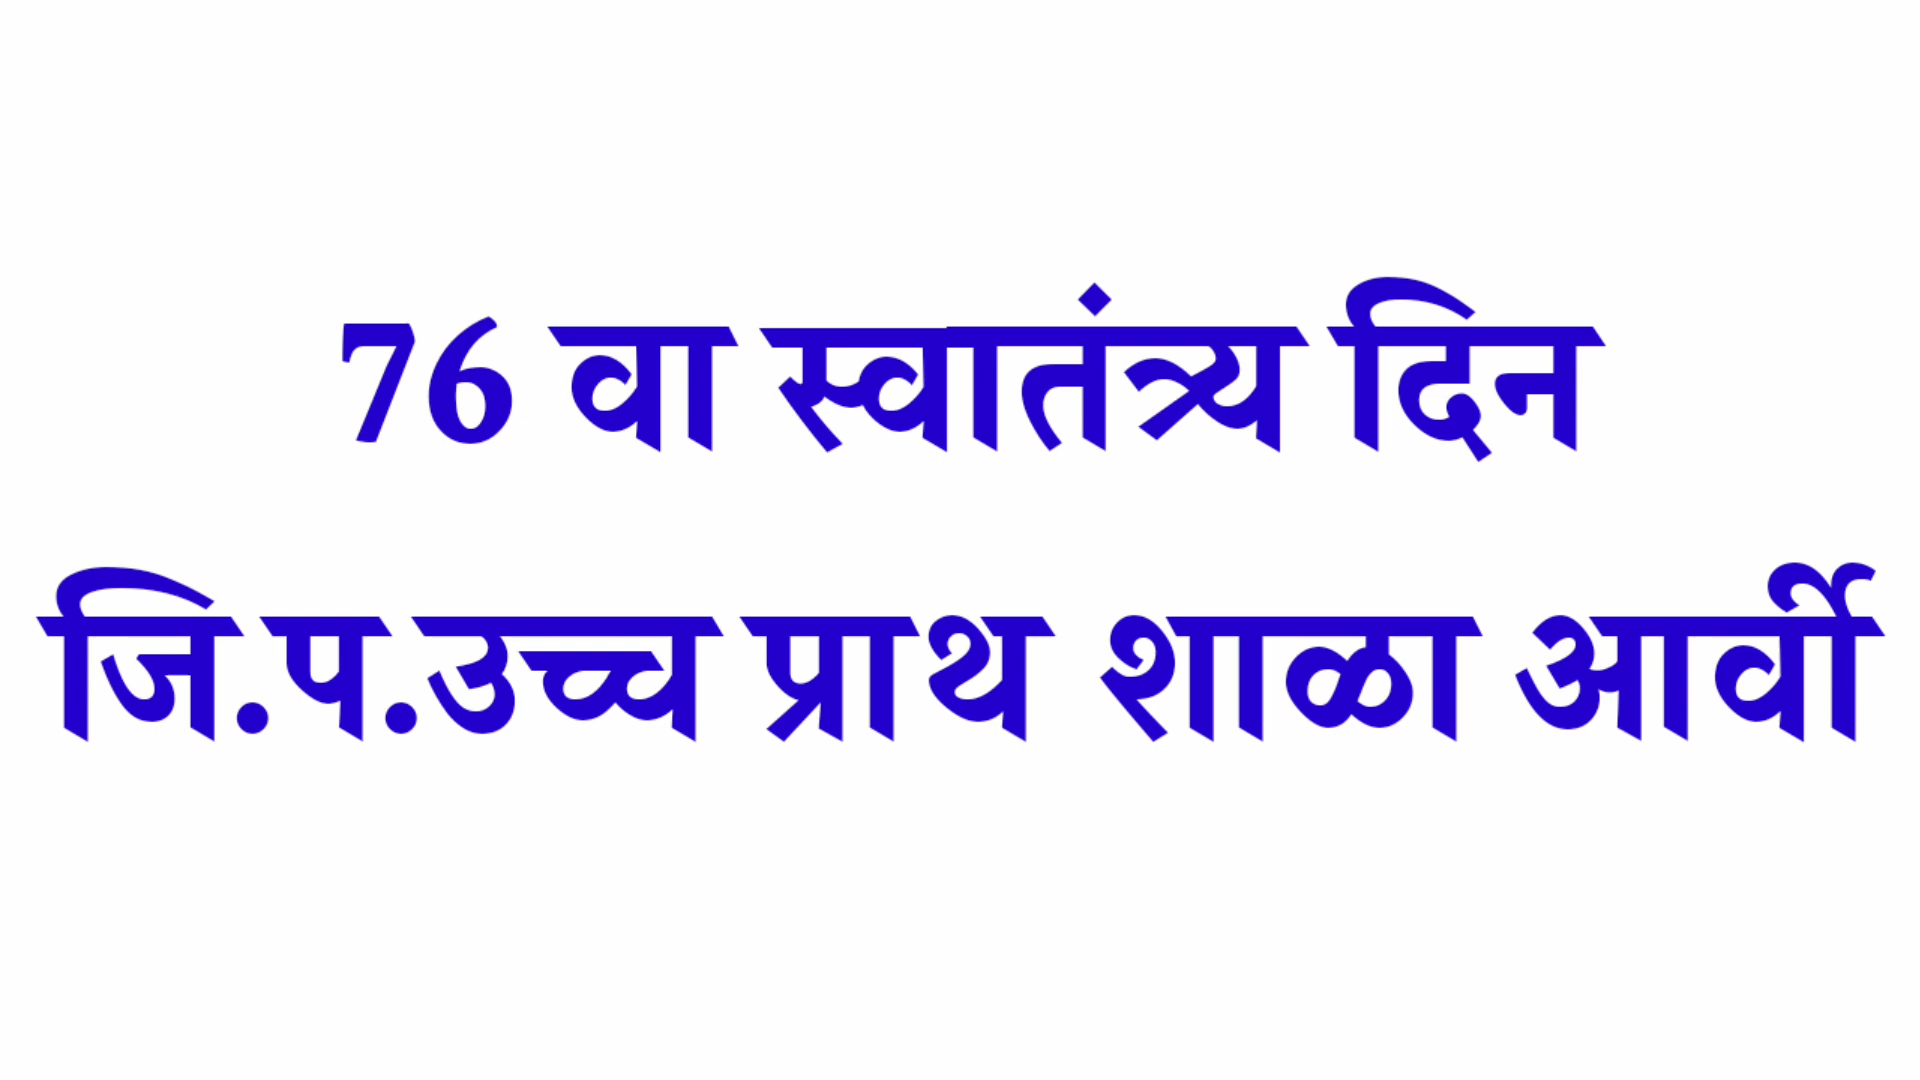 76 वा स्वातंत्र्य दिन
जि.प.उच्च प्राथ शाळा आर्वी